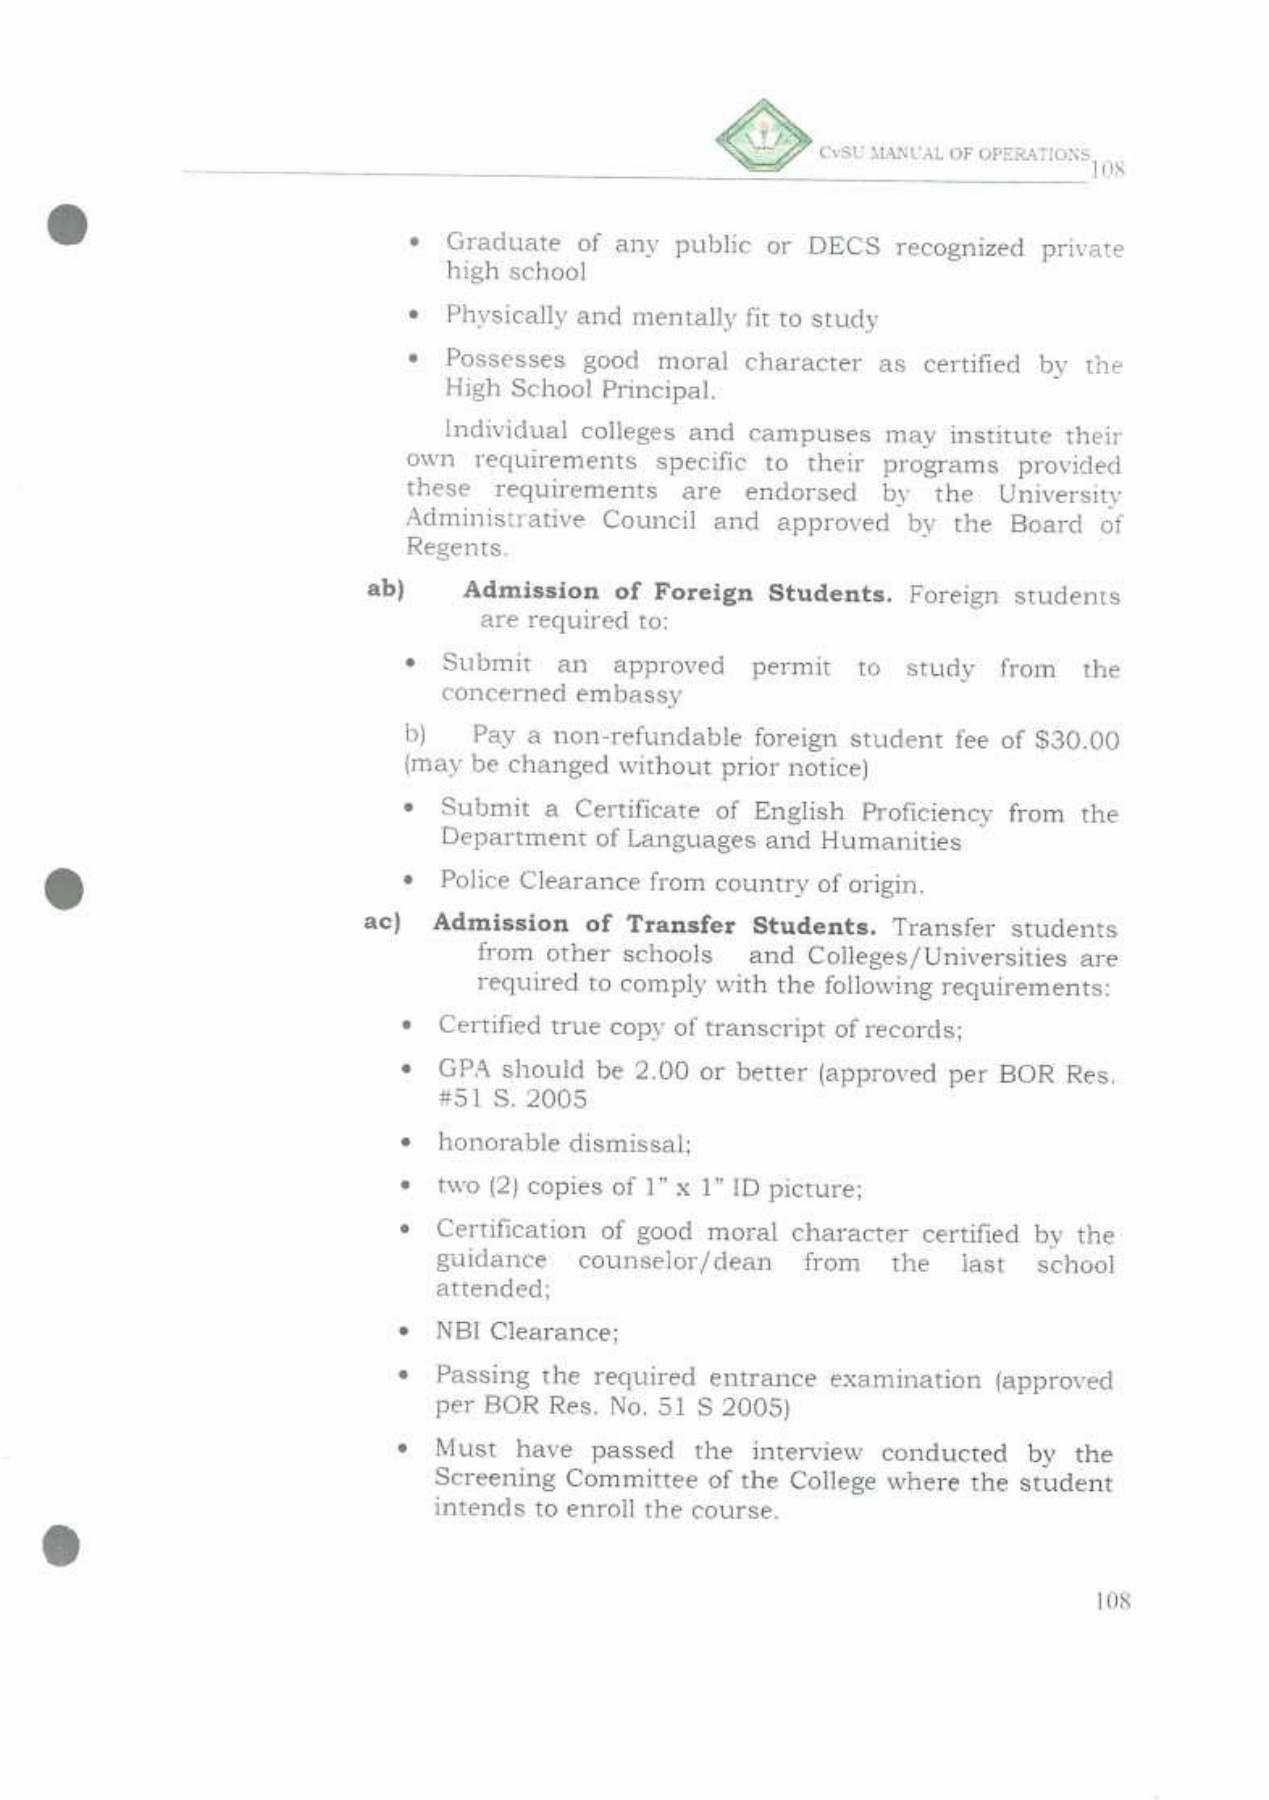 CvSU MANUAL OF OPERATIONS 108
• Graduate of any public or DECS recognized private
high school
• Physically and mentally fit to study
• Possesses good moral character as certified by the
High School Principal.
Individual colleges and campuses may institute their
own requirements specific to their programs provided
these requirements are endorsed by the University
Administrative Council and approved by the Board of
Regents.
ab) Admission of Foreign Students. Foreign students
are required to:
• Submit an approved permit to study from the
concerned embassy
b) Pay a non-refundable foreign student fee of $30.00
(may be changed without prior notice)
• Submit a Certificate of English Proficiency from the
Department of Languages and Humanities
• Police Clearance from country of origin.
ac) Admission of Transfer Students. Transfer students
from other schools and Colleges/Universities are
required to comply with the following requirements:
• Certified true copy of transcript of records;
• GPA should be 2.00 or better (approved per BOR Res.
#51 S. 2005
• honorable dismissal;
• two (2) copies of 1" x 1" ID picture;
• Certification of good moral character certified by the
guidance counselor/dean from the last school
attended;
• NBI Clearance;
• Passing the required entrance examination (approved
per BOR Res. No. 51 S 2005)
• Must have passed the interview conducted by the
Screening Committee of the College where the student
intends to enroll the course.
108